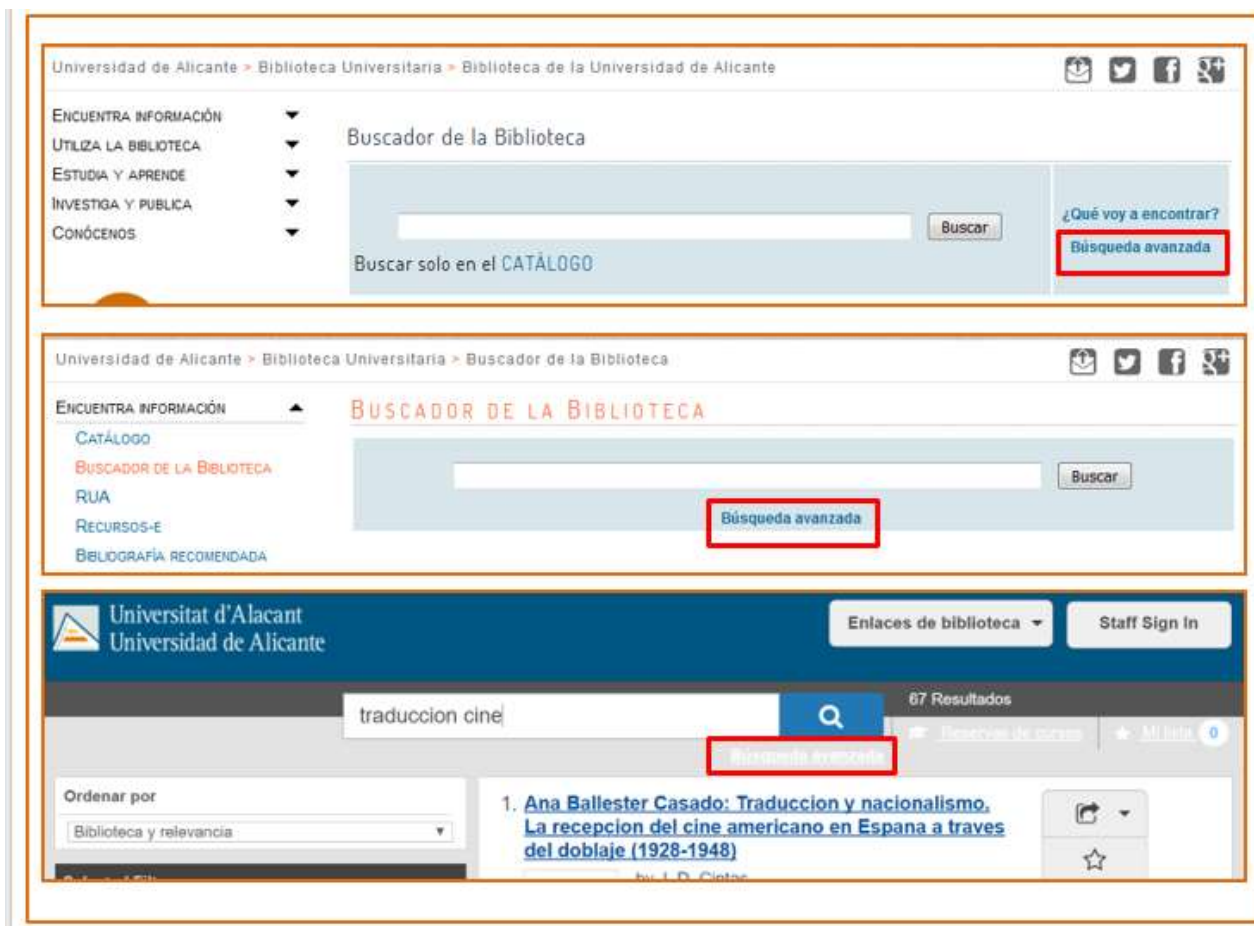 Universidad de Alicante > Biblioteca Universitaria > Biblioteca de la Universidad de Alicante
ENCUENTRA INFORMACIÓN
UTILIZA LA BIBLIOTECA
ESTUDIA Y APRENDE
INVESTIGA Y PUBLICA
CONÓCENOS
Buscador de la Biblioteca
Buscar
Buscar solo en el CATÁLOGO
¿Qué voy a encontrar?
Búsqueda avanzada
Universidad de Alicante > Biblioteca Universitaria > Buscador de la Biblioteca
ENCUENTRA INFORMACIÓN
CATÁLOGO
BUSCADOR DE LA BIBLIOTECA
RUA
RECURSOS-E
BIBLIOGRAFÍA RECOMENDADA
BUSCADOR DE LA BIBLIOTECA
Buscar
Búsqueda avanzada
Universitat d'Alacant
Universidad de Alicante
Enlaces de biblioteca
Staff Sign In
traduccion cine
67 Resultados
Búsqueda avanzada
Reservas de cursos
Mi lista 0
Ordenar por
Biblioteca y relevancia
1. Ana Ballester Casado: Traduccion y nacionalismo.
La recepcion del cine americano en Espana a traves
del doblaje (1928-1948)
by J. D. Cintas